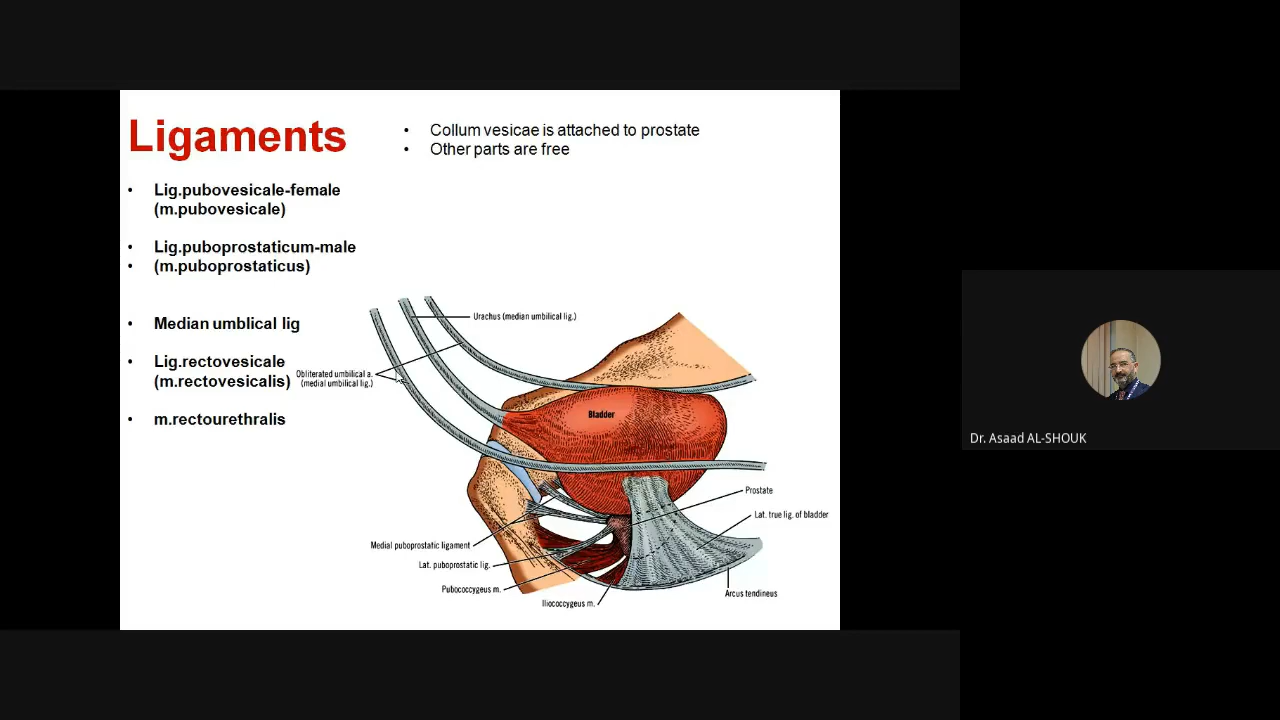 Ligaments
• Collum vesicae is attached to prostate
• Other parts are free
• Lig.pubovesicale-female
(m.pubovesicale)
• Lig.puboprostaticum-male
• (m.puboprostaticus)
• Median umblical lig
• Lig.rectovesicale
(m.rectovesicalis)
• m.rectourethralis
Urachus (median umbilical lig.)
Obliterated umbilical a.
(medial umbilical lig.)
Bladder
Prostate
Lat. true lig. of bladder
Medial puboprostatic ligament
Lat. puboprostatic lig.
Pubococcygeus m.
Iliococcygeus m.
Arcus tendineus
Dr. Asaad AL-SHOUK